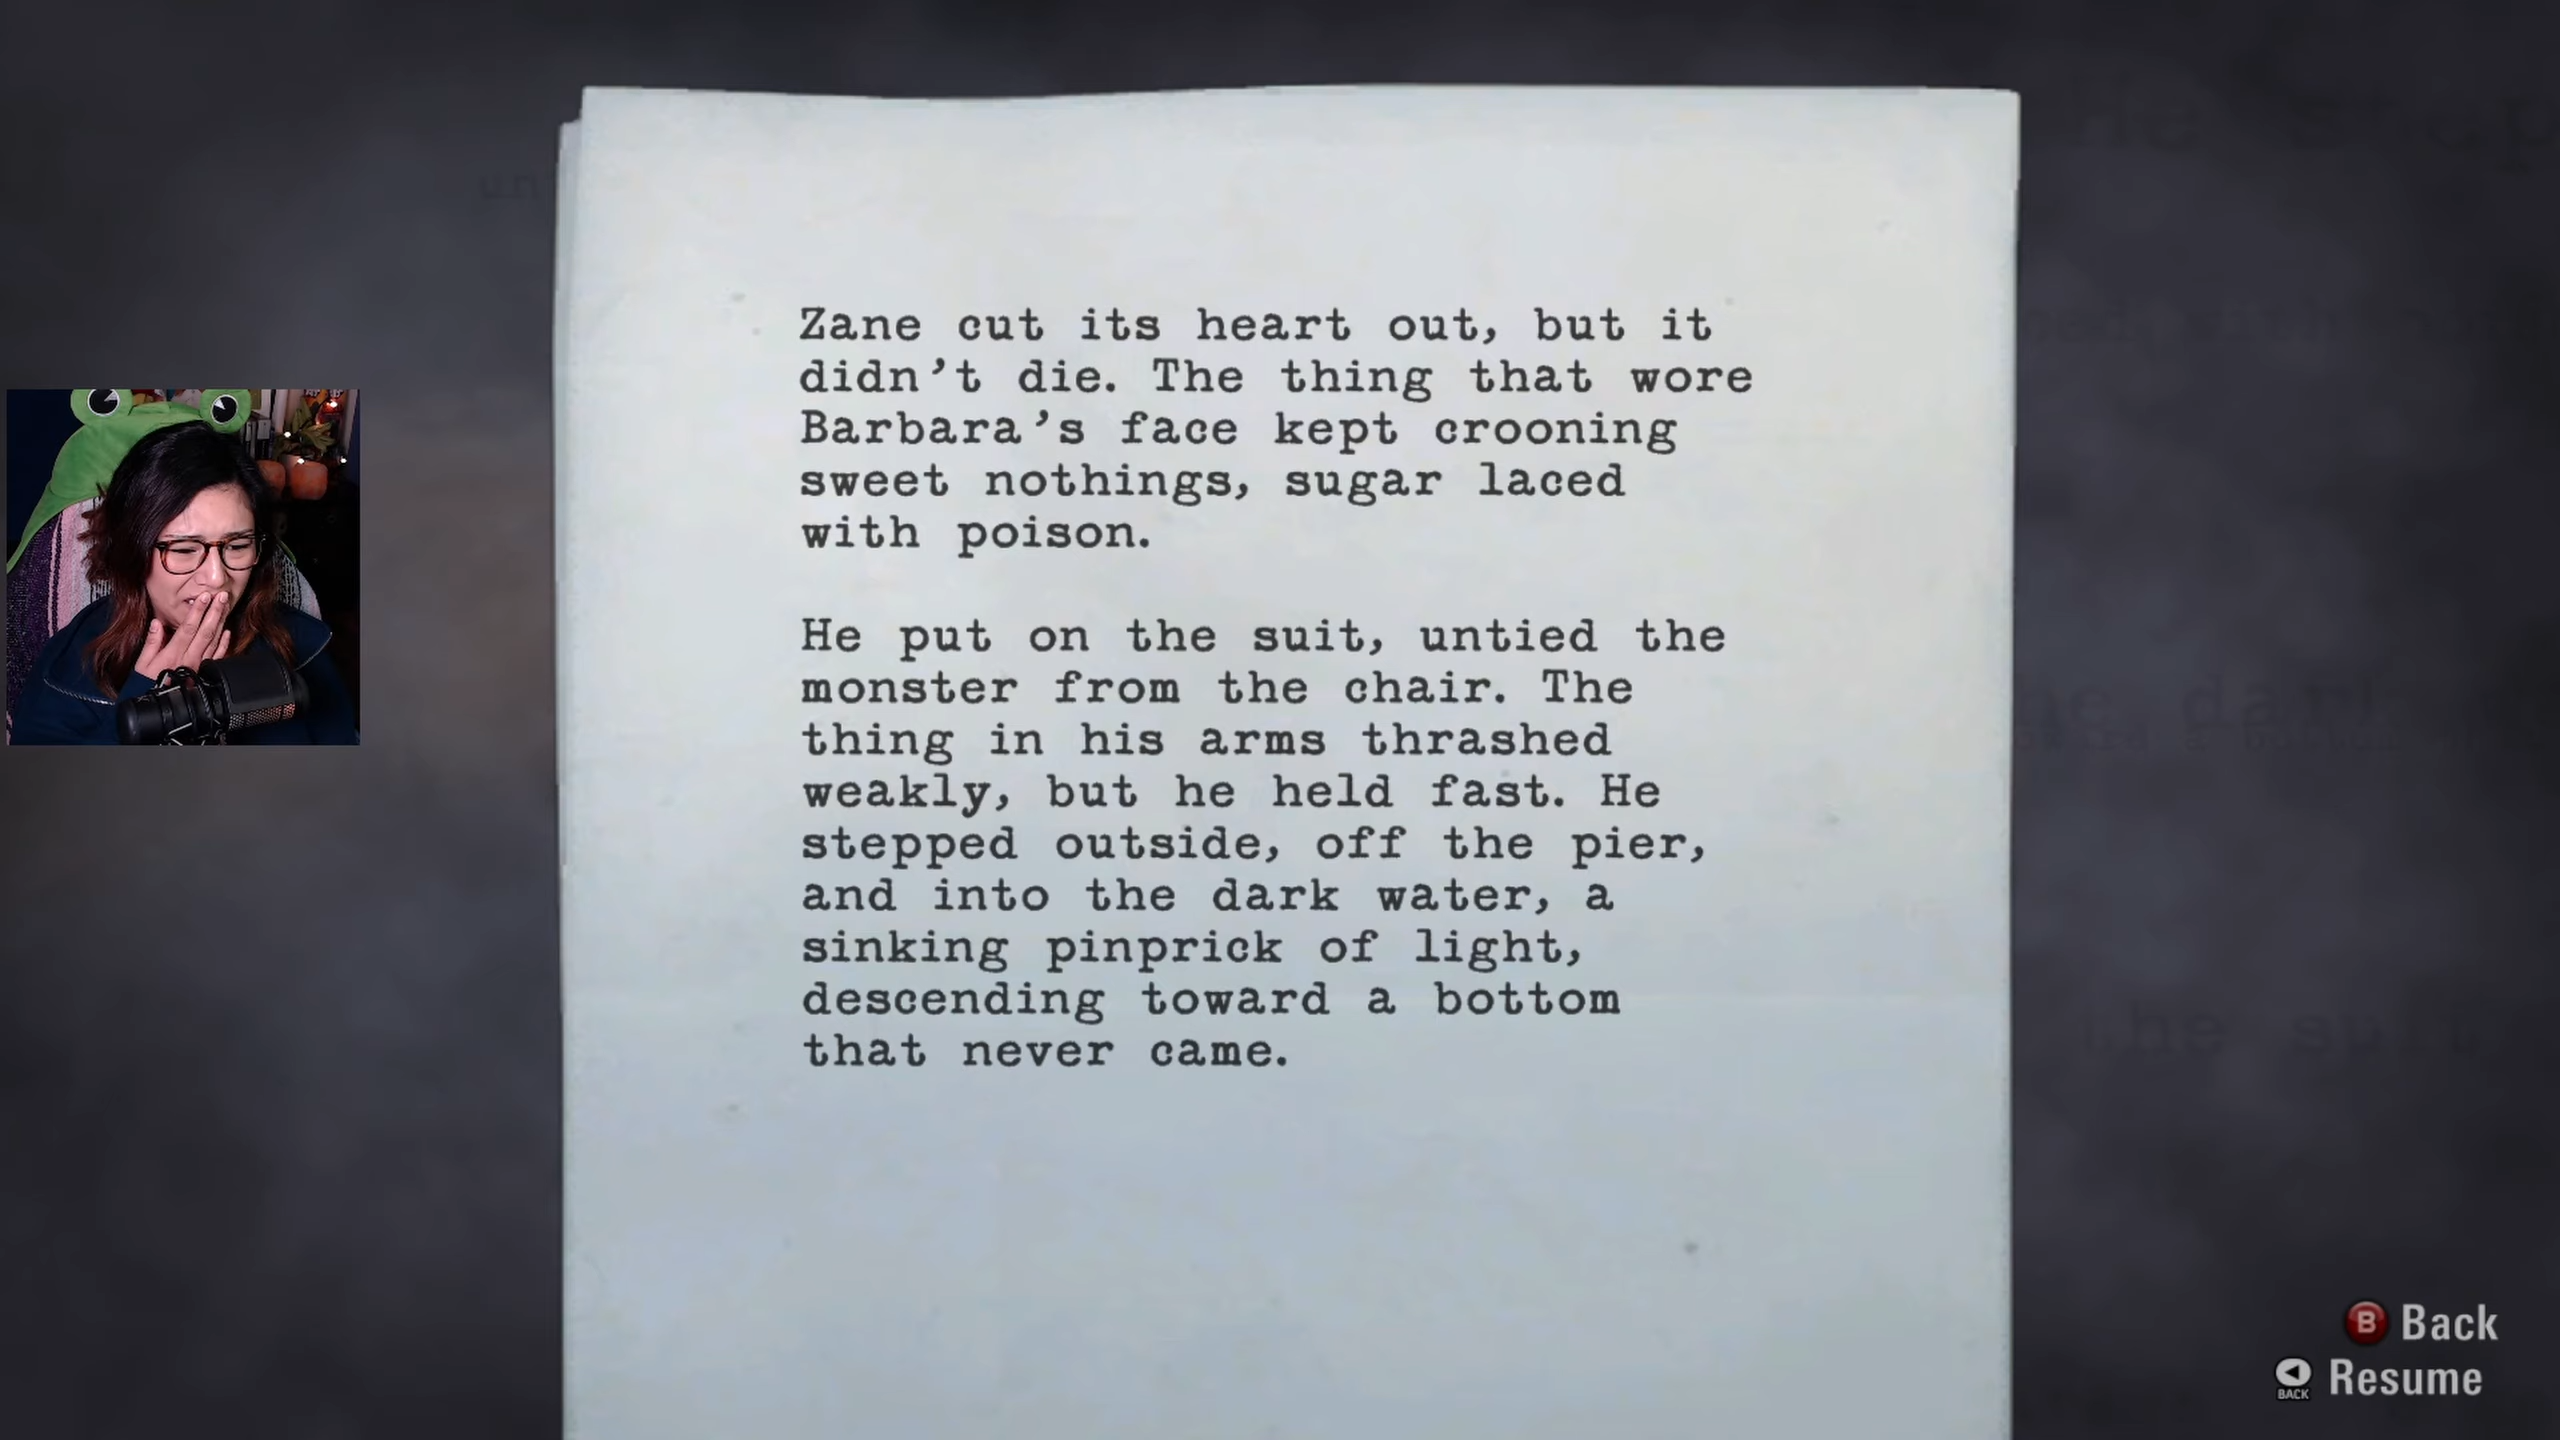 Zane cut its heart out, but it
didn't die. The thing that wore
Barbara's face kept crooning
sweet nothings, sugar laced
with poison.
He put on the suit, untied the
monster from the chair. The
thing in his arms thrashed
weakly, but he held fast. He
stepped outside, off the pier,
and into the dark water, a
sinking pinprick of light,
descending toward a bottom
that never came.
B Back
BACK Resume